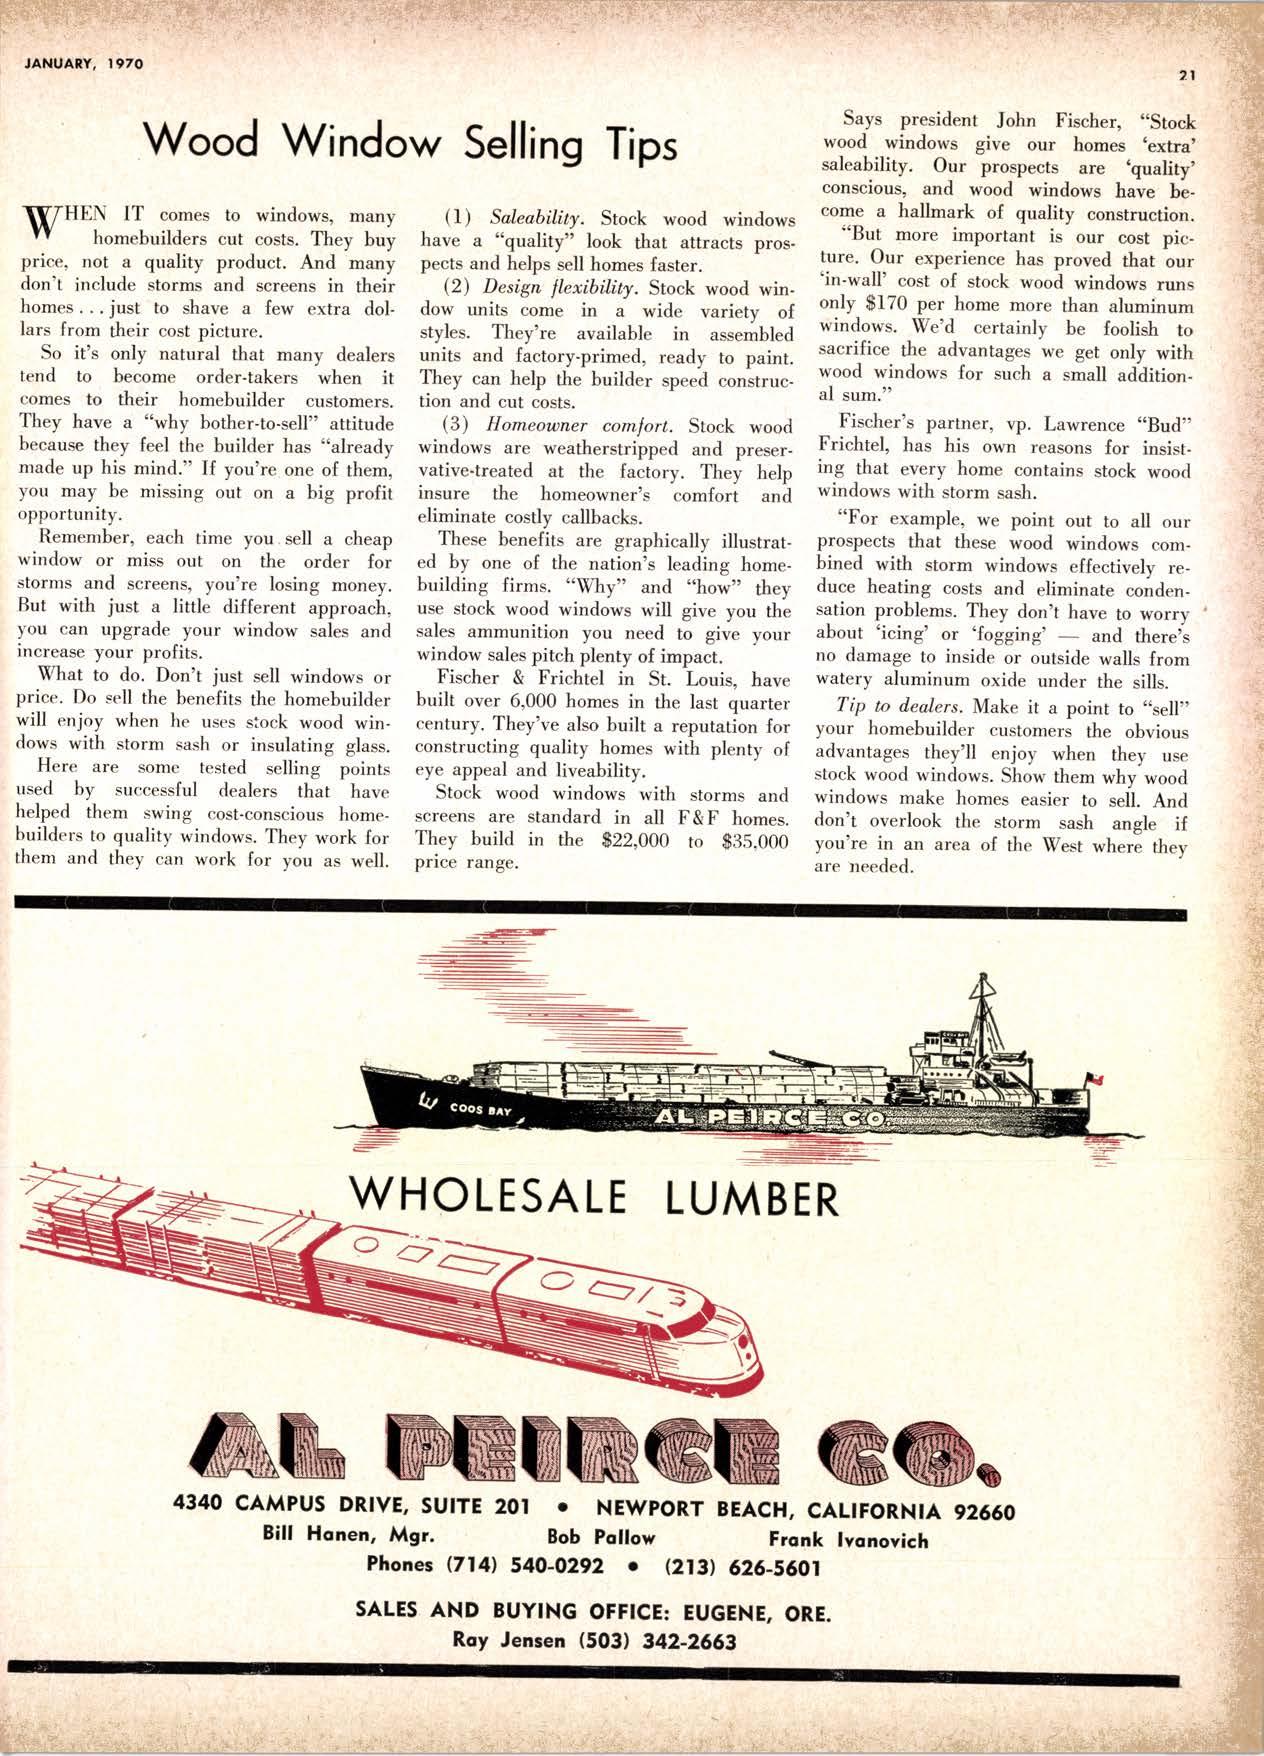 JANUARY, 1970
21
Wood Window Selling Tips
WHEN IT comes to windows, many
homebuilders cut costs. They buy
price, not a quality product. And many
don't include storms and screens in their
homes . . . just to shave a few extra dol-
lars from their cost picture.
So it's only natural that many dealers
tend to become order-takers when it
comes to their homebuilder customers.
They have a "why bother-to-sell" attitude
because they feel the builder has "already
made up his mind." If you're one of them,
you may be missing out on a big profit
opportunity.
Remember, each time you sell a cheap
window or miss out on the order for
storms and screens, you're losing money.
But with just a little different approach,
you can upgrade your window sales and
increase your profits.
What to do. Don't just sell windows or
price. Do sell the benefits the homebuilder
will enjoy when he uses stock wood win-
dows with storm sash or insulating glass.
Here are some tested selling points
used by successful dealers that have
helped them swing cost-conscious home-
builders to quality windows. They work for
them and they can work for you as well.
(1) Saleability. Stock wood windows
have a "quality" look that attracts pros-
pects and helps sell homes faster.
(2) Design flexibility. Stock wood win-
dow units come in a wide variety of
styles. They're available in assembled
units and factory-primed, ready to paint.
They can help the builder speed construc-
tion and cut costs.
(3) Homeowner comfort. Stock wood
windows are weatherstripped and preser-
vative-treated at the factory. They help
insure the homeowner's comfort and
eliminate costly callbacks.
These benefits are graphically illustrat-
ed by one of the nation's leading home-
building firms. "Why" and "how" they
use stock wood windows will give you the
sales ammunition you need to give your
window sales pitch plenty of impact.
Fischer & Frichtel in St. Louis, have
built over 6,000 homes in the last quarter
century. They've also built a reputation for
constructing quality homes with plenty of
eye appeal and liveability.
Stock wood windows with storms and
screens are standard in all F&F homes.
They build in the $22,000 to $35,000
price range.
Says president John Fischer, "Stock
wood windows give our homes 'extra'
saleability. Our prospects are 'quality'
conscious, and wood windows have be-
come a hallmark of quality construction.
"But more important is our cost pic-
ture. Our experience has proved that our
'in-wall' cost of stock wood windows runs
only $170 per home more than aluminum
windows. We'd certainly be foolish to
sacrifice the advantages we get only with
wood windows for such a small addition-
al sum."
Fischer's partner, vp. Lawrence "Bud"
Frichtel, has his own reasons for insist-
ing that every home contains stock wood
windows with storm sash.
"For example, we point out to all our
prospects that these wood windows com-
bined with storm windows effectively re-
duce heating costs and eliminate conden-
sation problems. They don't have to worry
about 'icing' or 'fogging' — and there's
no damage to inside or outside walls from
watery aluminum oxide under the sills.
Tip to dealers. Make it a point to "sell"
your homebuilder customers the obvious
advantages they'll enjoy when they use
stock wood windows. Show them why wood
windows make homes easier to sell. And
don't overlook the storm sash angle if
you're in an area of the West where they
are needed.
COOS BAY
AL PEIRCE CO.
WHOLESALE LUMBER
AL PEIRCE CO.
4340 CAMPUS DRIVE, SUITE 201 • NEWPORT BEACH, CALIFORNIA 92660
Bill Hanen, Mgr. Bob Pallow Frank Ivanovich
Phones (714) 540-0292 • (213) 626-5601
SALES AND BUYING OFFICE: EUGENE, ORE.
Ray Jensen (503) 342-2663